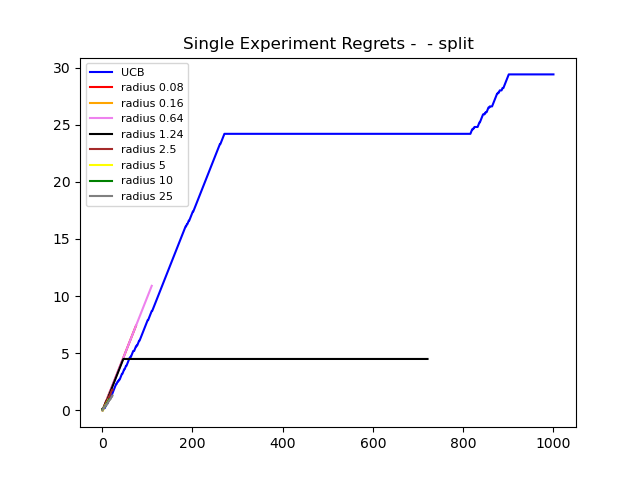 Single Experiment Regrets -  - split
UCB
radius 0.08
radius 0.16
radius 0.64
radius 1.24
radius 2.5
radius 5
radius 10
radius 25
30
25
20
15
10
5
0
0 200 400 600 800 1000